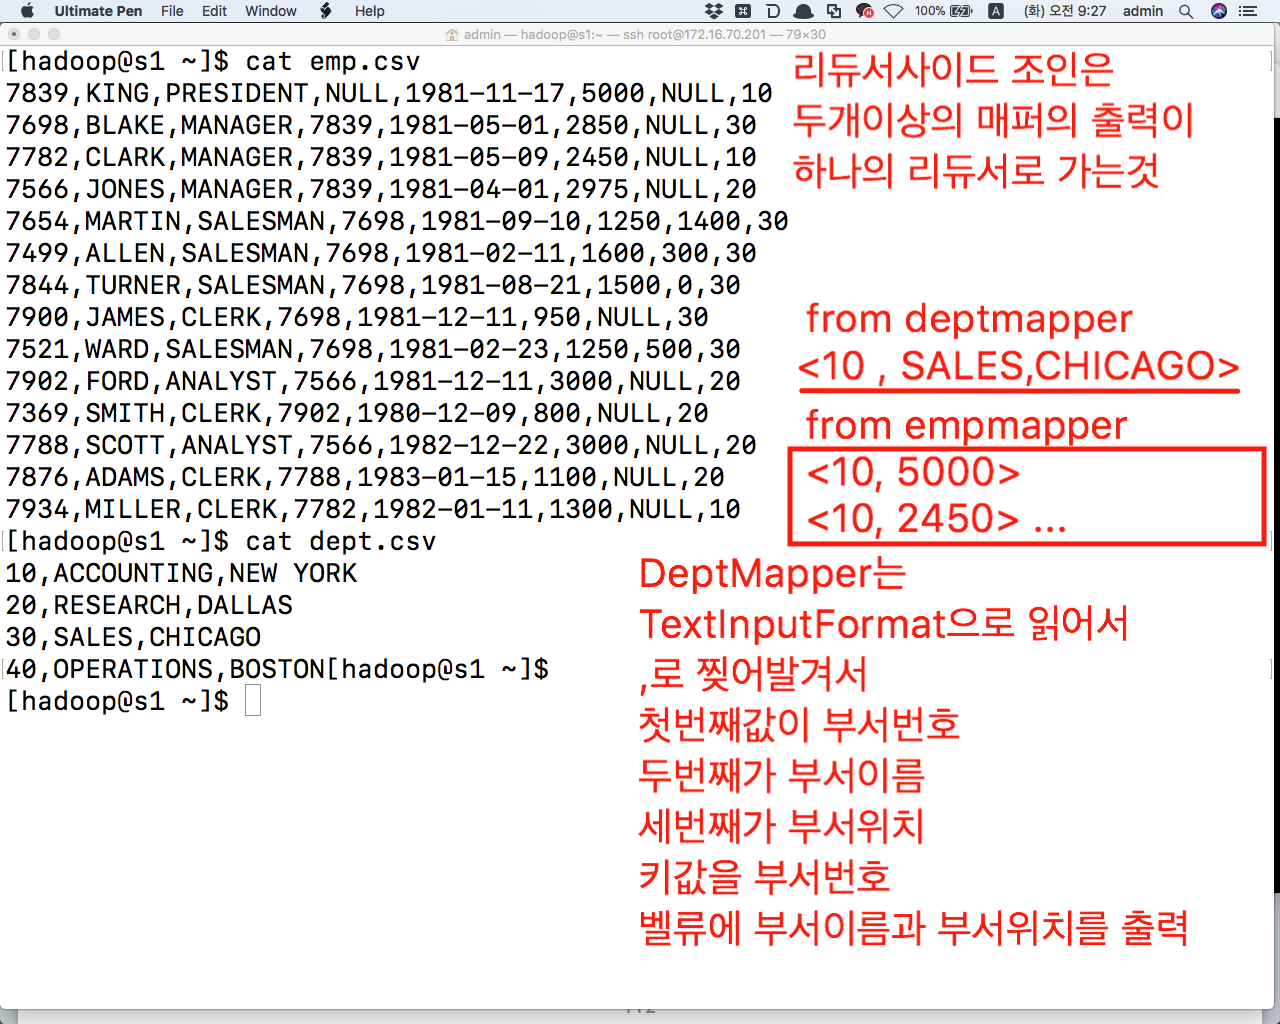 Ultimate Pen File Edit Window Help 100% A (화) 오전 9:27 admin
admin — hadoop@s1:~ — ssh root@172.16.70.201 — 79×30
[hadoop@s1 ~]$ cat emp.csv
7839,KING,PRESIDENT,NULL,1981-11-17,5000,NULL,10
7698,BLAKE,MANAGER,7839,1981-05-01,2850,NULL,30
7782,CLARK,MANAGER,7839,1981-05-09,2450,NULL,10
7566,JONES,MANAGER,7839,1981-04-01,2975,NULL,20
7654,MARTIN,SALESMAN,7698,1981-09-10,1250,1400,30
7499,ALLEN,SALESMAN,7698,1981-02-11,1600,300,30
7844,TURNER,SALESMAN,7698,1981-08-21,1500,0,30
7900,JAMES,CLERK,7698,1981-12-11,950,NULL,30
7521,WARD,SALESMAN,7698,1981-02-23,1250,500,30
7902,FORD,ANALYST,7566,1981-12-11,3000,NULL,20
7369,SMITH,CLERK,7902,1980-12-09,800,NULL,20
7788,SCOTT,ANALYST,7566,1982-12-22,3000,NULL,20
7876,ADAMS,CLERK,7788,1983-01-15,1100,NULL,20
7934,MILLER,CLERK,7782,1982-01-11,1300,NULL,10
[hadoop@s1 ~]$ cat dept.csv
10,ACCOUNTING,NEW YORK
20,RESEARCH,DALLAS
30,SALES,CHICAGO
40,OPERATIONS,BOSTON[hadoop@s1 ~]$
[hadoop@s1 ~]$
리듀서사이드 조인은
두개이상의 매퍼의 출력이
하나의 리듀서로 가는것
from deptmapper
<10 , SALES,CHICAGO>
from empmapper
<10, 5000>
<10, 2450> ...
DeptMapper는
TextInputFormat으로 읽어서
,로 찢어발겨서
첫번째값이 부서번호
두번째가 부서이름
세번째가 부서위치
키값을 부서번호
벨류에 부서이름과 부서위치를 출력